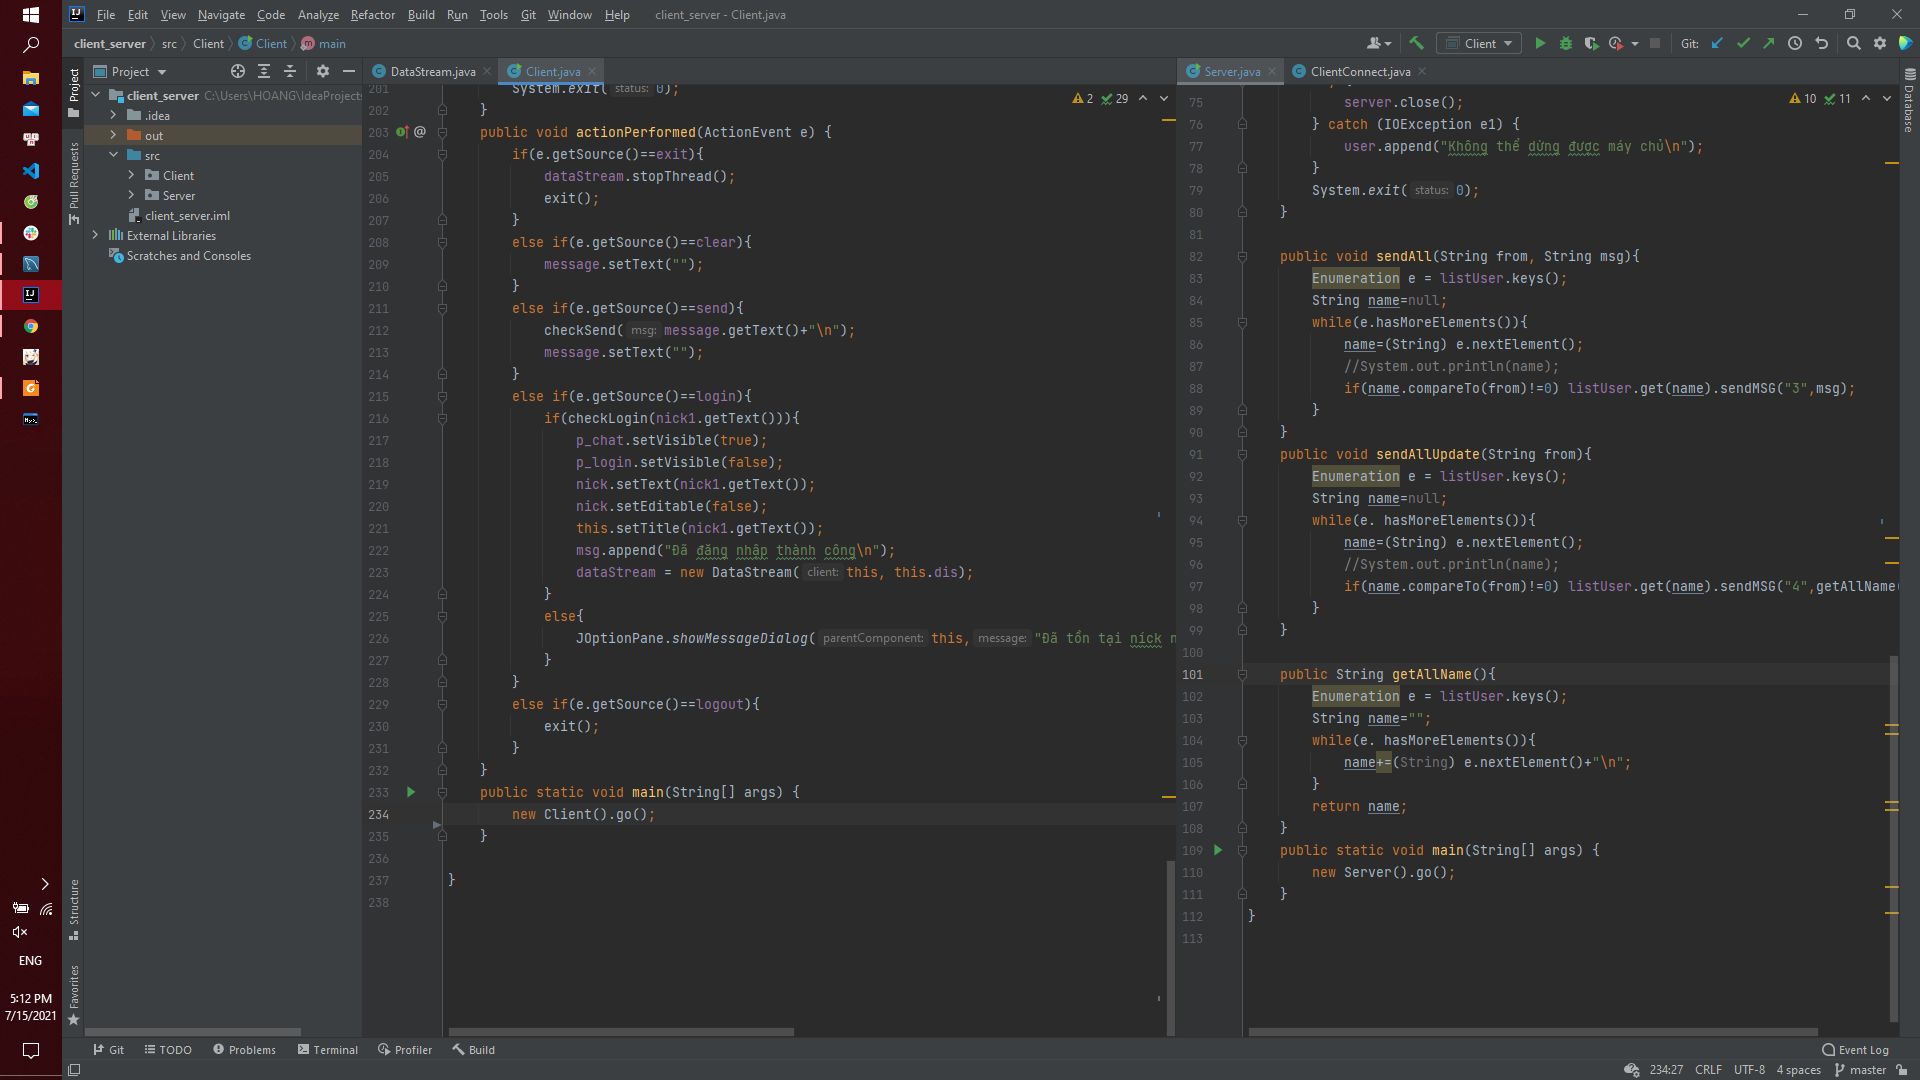 File Edit View Navigate Code Analyze Refactor Build Run Tools Git Window Help client_server - Client.java
client_server src Client Client main
Client Git:
Project
DataStream.java Client.java
Server.java ClientConnect.java
Project
Pull Requests
Structure
Favorites
Database
client_server C:\Users\HOANG\IdeaProjects
.idea
out
src
Client
Server
client_server.iml
External Libraries
Scratches and Consoles
2 29
201 System.exit( status: 0);
202 }
203 @ public void actionPerformed(ActionEvent e) {
204 if(e.getSource()==exit){
205 dataStream.stopThread();
206 exit();
207 }
208 else if(e.getSource()==clear){
209 message.setText("");
210 }
211 else if(e.getSource()==send){
212 checkSend( msg: message.getText()+"\n");
213 message.setText("");
214 }
215 else if(e.getSource()==login){
216 if(checkLogin(nick1.getText())){
217 p_chat.setVisible(true);
218 p_login.setVisible(false);
219 nick.setText(nick1.getText());
220 nick.setEditable(false);
221 this.setTitle(nick1.getText());
222 msg.append("Đã đăng nhập thành công\n");
223 dataStream = new DataStream( client: this, this.dis);
224 }
225 else{
226 JOptionPane.showMessageDialog( parentComponent: this, message: "Đã tồn tại nick
227 }
228 }
229 else if(e.getSource()==logout){
230 exit();
231 }
232 }
233 public static void main(String[] args) {
234 new Client().go();
235 }
236
237 }
238
10 11
75 server.close();
76 } catch (IOException e1) {
77 user.append("Không thể dừng được máy chủ\n");
78 }
79 System.exit( status: 0);
80 }
81
82 public void sendAll(String from, String msg){
83 Enumeration e = listUser.keys();
84 String name=null;
85 while(e.hasMoreElements()){
86 name=(String) e.nextElement();
87 //System.out.println(name);
88 if(name.compareTo(from)!=0) listUser.get(name).sendMSG("3",msg);
89 }
90 }
91 public void sendAllUpdate(String from){
92 Enumeration e = listUser.keys();
93 String name=null;
94 while(e. hasMoreElements()){
95 name=(String) e.nextElement();
96 //System.out.println(name);
97 if(name.compareTo(from)!=0) listUser.get(name).sendMSG("4",getAllName(
98 }
99 }
100
101 public String getAllName(){
102 Enumeration e = listUser.keys();
103 String name="";
104 while(e. hasMoreElements()){
105 name+=(String) e.nextElement()+"\n";
106 }
107 return name;
108 }
109 public static void main(String[] args) {
110 new Server().go();
111 }
112 }
113
ENG
5:12 PM
7/15/2021
Git TODO Problems Terminal Profiler Build Event Log
234:27 CRLF UTF-8 4 spaces master